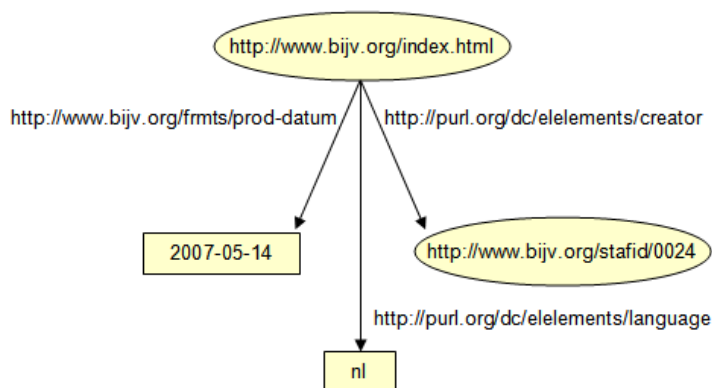 http://www.bijv.org/index.html
http://www.bijv.org/frmts/prod-datum
http://purl.org/dc/elelements/creator
2007-05-14
http://www.bijv.org/stafid/0024
http://purl.org/dc/elelements/language
nl